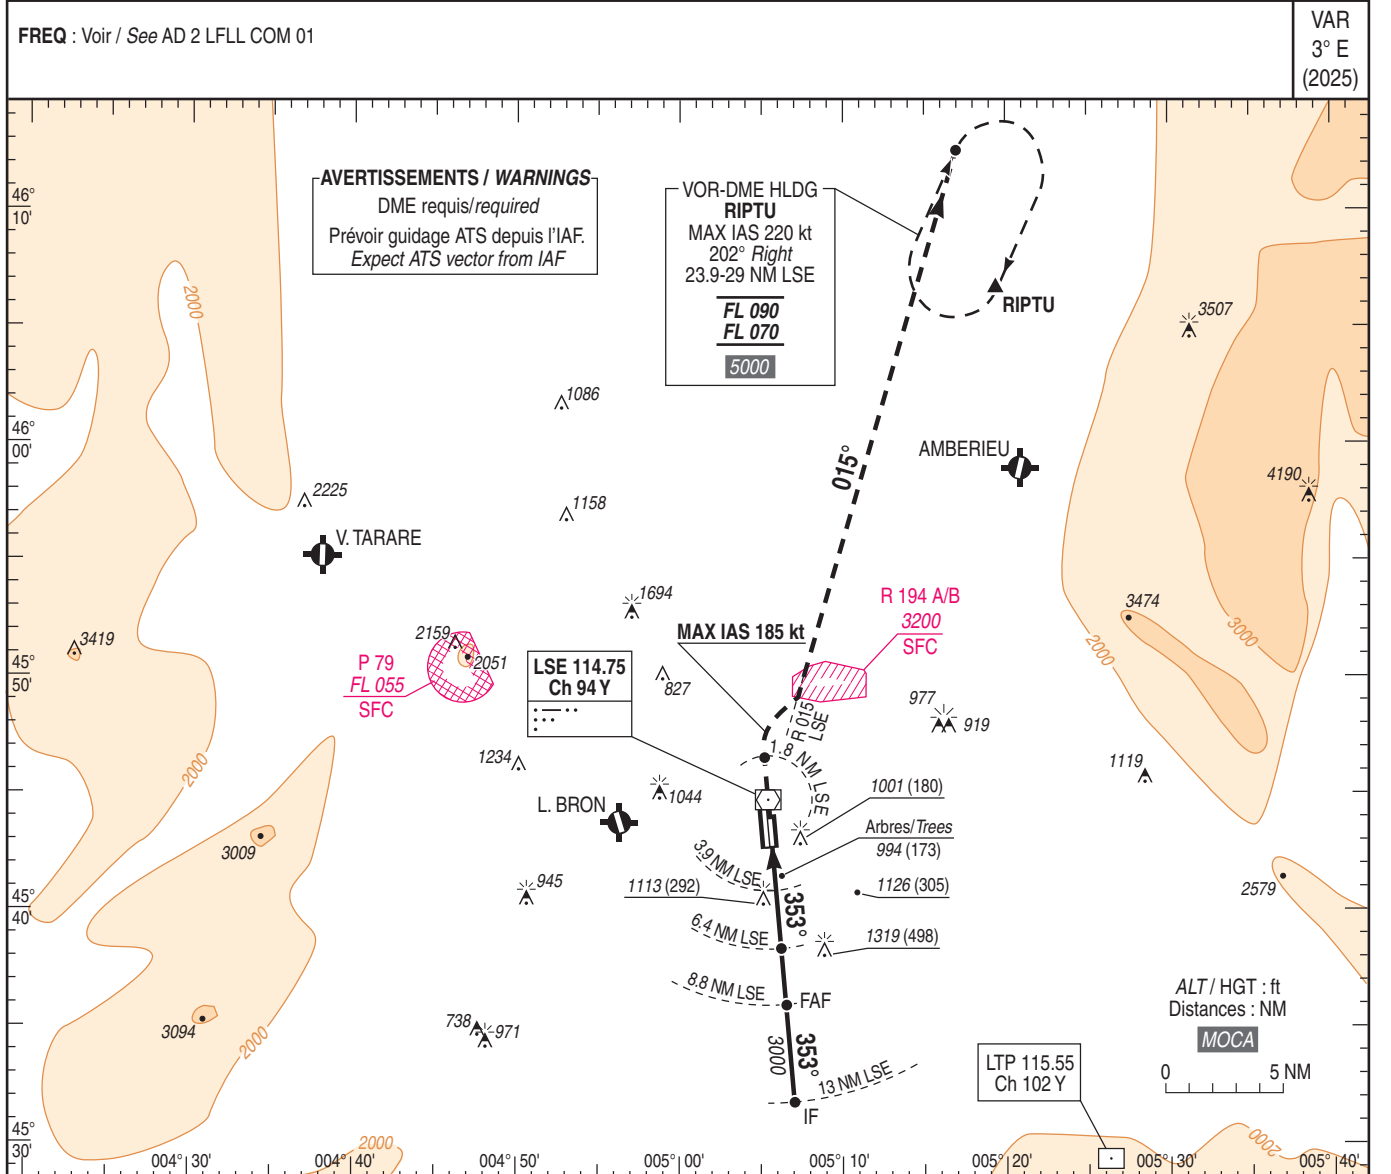 FREQ : Voir / See AD 2 LFLL COM 01
VAR
3° E
(2025)
AVERTISSEMENTS / WARNINGS
DME requis/required
Prévoir guidage ATS depuis l'IAF.
Expect ATS vector from IAF
VOR-DME HLDG
RIPTU
MAX IAS 220 kt
202° Right
23.9-29 NM LSE
FL 090
FL 070
5000
RIPTU
46°
10'
2000
3507
1086
46°
00'
015°
AMBERIEU
4190
2225
1158
V. TARARE
1694
R 194 A/B
3200
SFC
3474
3000
2000
3419
2159
2051
MAX IAS 185 kt
P 79
FL 055
SFC
45°
50'
LSE 114.75
Ch 94 Y
827
R 015
LSE
977
919
2000
1234
1.8 NM LSE
1119
1044
1001 (180)
L. BRON
Arbres/Trees
994 (173)
3009
3.9 NM LSE
945
1113 (292)
1126 (305)
2579
45°
40'
353°
6.4 NM LSE
1319 (498)
8.8 NM LSE
FAF
ALT / HGT : ft
Distances : NM
MOCA
0
5 NM
3094
2000
738
971
3000
353°
13 NM LSE
IF
LTP 115.55
Ch 102 Y
45°
30'
2000
2000
004°30'
004°40'
004°50'
005°00'
005°10'
005°20'
005°30'
005°40'